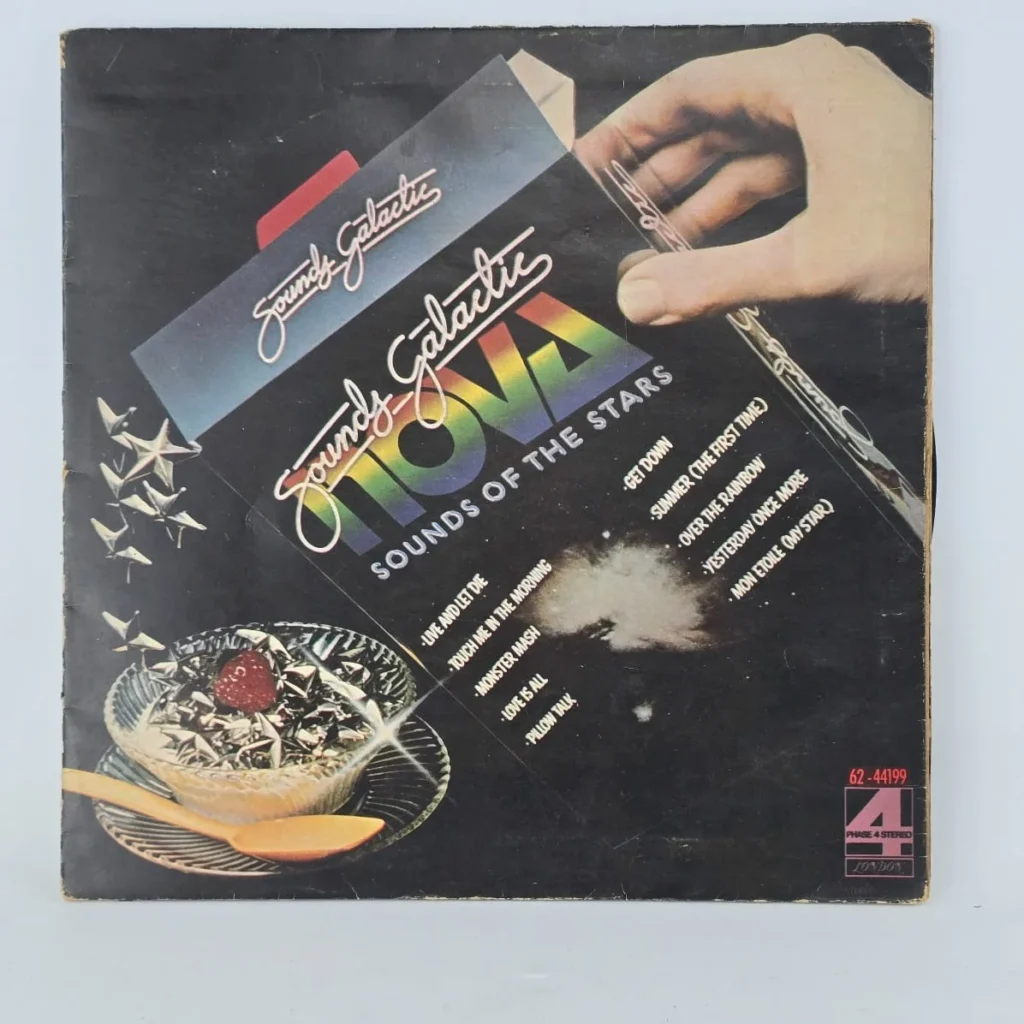 Sounds Galactic
Sounds Galactic
NOVA
SOUNDS OF THE STARS
·GET DOWN
·SUMMER (THE FIRST TIME)
·OVER THE RAINBOW
·YESTERDAY ONCE MORE
MON ETOILE (MY STAR)
·LIVE AND LET DIE
·TOUCH ME IN THE MORNING
·MONSTER MASH
·LOVE IS ALL
·PILLOW TALK
62-44199
4
PHASE 4 STEREO
LONDON